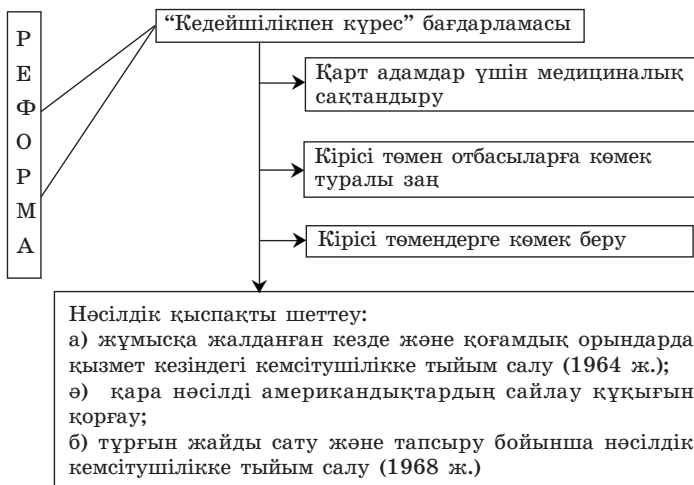 РЕФОРМА
“Кедейшілікпен күрес” бағдарламасы
Қарт адамдар үшін медициналық
сақтандыру
Кірісі төмен отбасыларға көмек
туралы заң
Кірісі төмендерге көмек беру
Нәсілдік қыспақты шеттеу:
а) жұмысқа жалданған кезде және қоғамдық орындарда
қызмет кезіндегі кемсітушілікке тыйым салу (1964 ж.);
ә) қара нәсілді американдықтардың сайлау құқығын
қорғау;
б) тұрғын жайды сату және тапсыру бойынша нәсілдік
кемсітушілікке тыйым салу (1968 ж.)